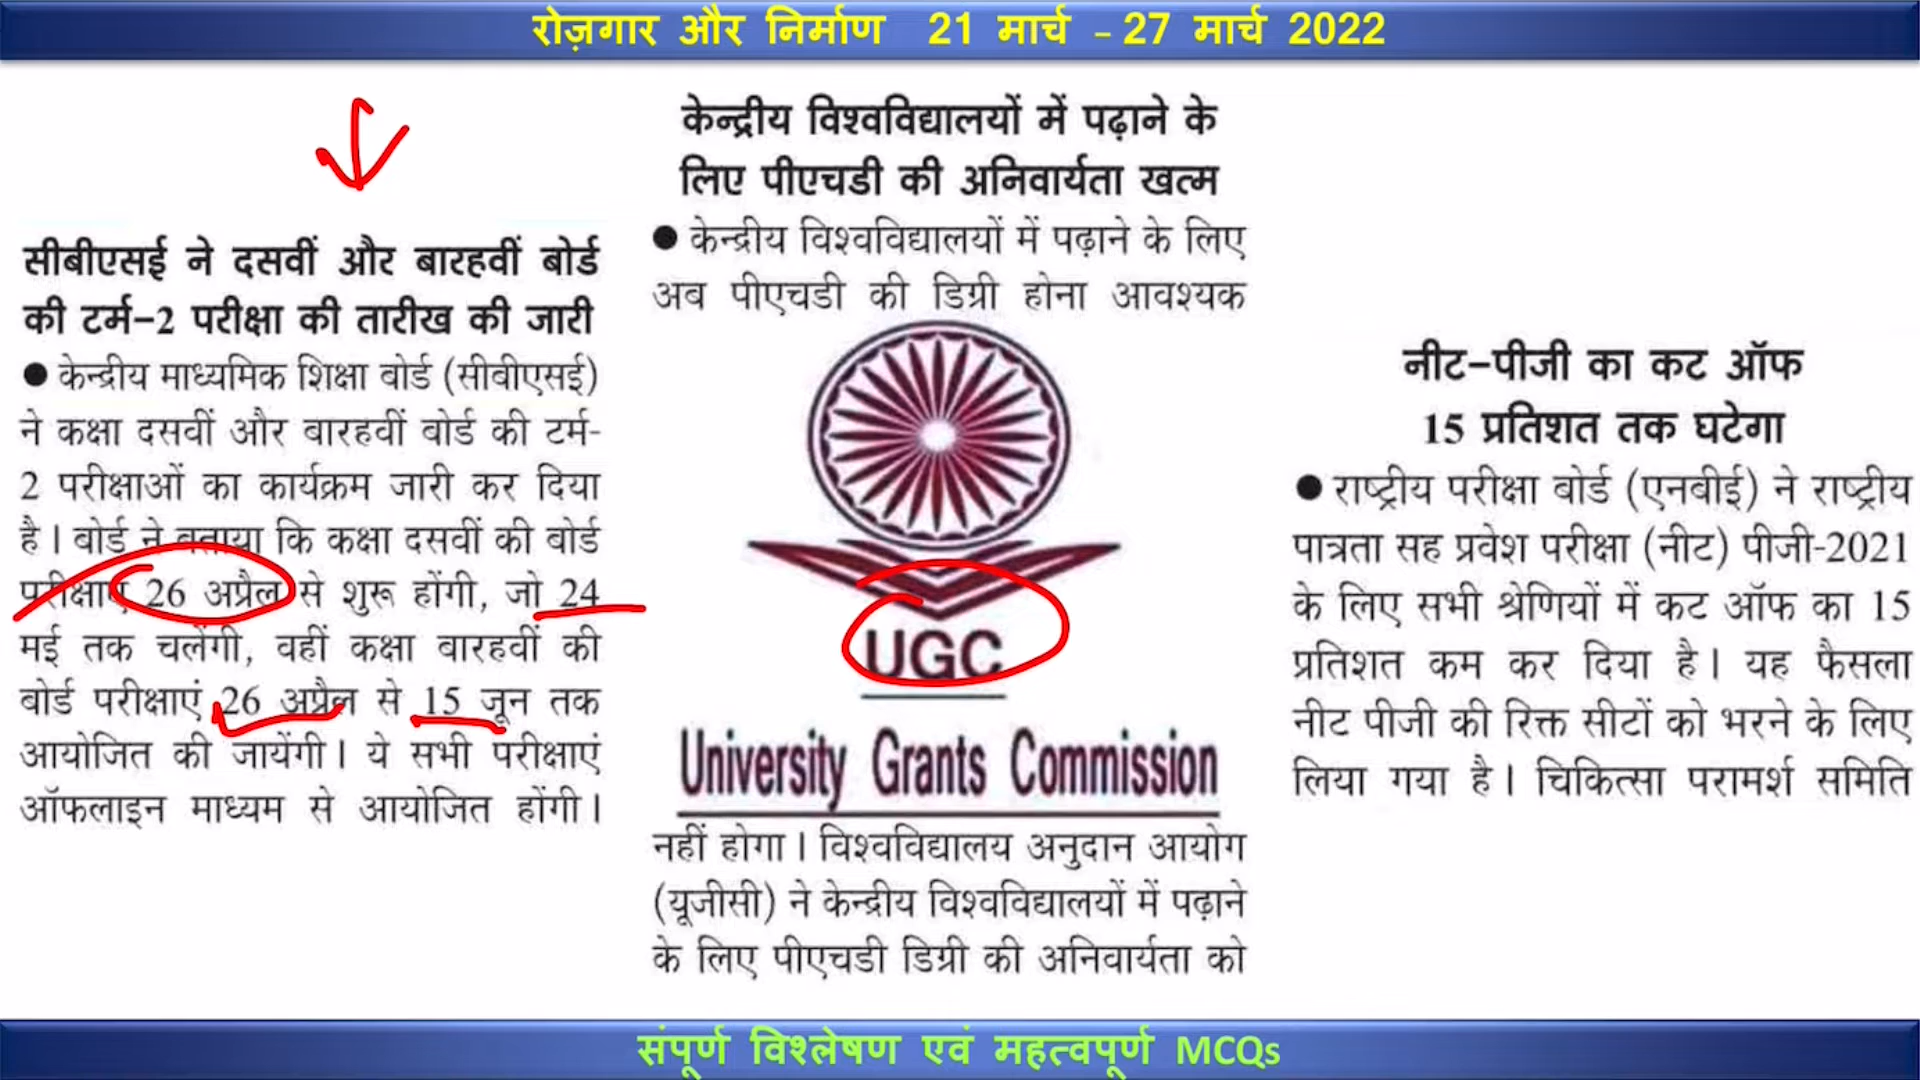 रोज़गार और निर्माण 21 मार्च - 27 मार्च 2022
सीबीएसई ने दसवीं और बारहवीं बोर्ड
की टर्म-2 परीक्षा की तारीख की जारी
● केन्द्रीय माध्यमिक शिक्षा बोर्ड (सीबीएसई)
ने कक्षा दसवीं और बारहवीं बोर्ड की टर्म-
2 परीक्षाओं का कार्यक्रम जारी कर दिया
है। बोर्ड ने बताया कि कक्षा दसवीं की बोर्ड
परीक्षाएं 26 अप्रैल से शुरू होंगी, जो 24
मई तक चलेंगी, वहीं कक्षा बारहवीं की
बोर्ड परीक्षाएं 26 अप्रैल से 15 जून तक
आयोजित की जायेंगी। ये सभी परीक्षाएं
ऑफलाइन माध्यम से आयोजित होंगी।
केन्द्रीय विश्वविद्यालयों में पढ़ाने के
लिए पीएचडी की अनिवार्यता खत्म
● केन्द्रीय विश्वविद्यालयों में पढ़ाने के लिए
अब पीएचडी की डिग्री होना आवश्यक
UGC
University Grants Commission
नहीं होगा। विश्वविद्यालय अनुदान आयोग
(यूजीसी) ने केन्द्रीय विश्वविद्यालयों में पढ़ाने
के लिए पीएचडी डिग्री की अनिवार्यता को
नीट-पीजी का कट ऑफ
15 प्रतिशत तक घटेगा
● राष्ट्रीय परीक्षा बोर्ड (एनबीई) ने राष्ट्रीय
पात्रता सह प्रवेश परीक्षा (नीट) पीजी-2021
के लिए सभी श्रेणियों में कट ऑफ का 15
प्रतिशत कम कर दिया है। यह फैसला
नीट पीजी की रिक्त सीटों को भरने के लिए
लिया गया है। चिकित्सा परामर्श समिति
संपूर्ण विश्लेषण एवं महत्वपूर्ण MCQs